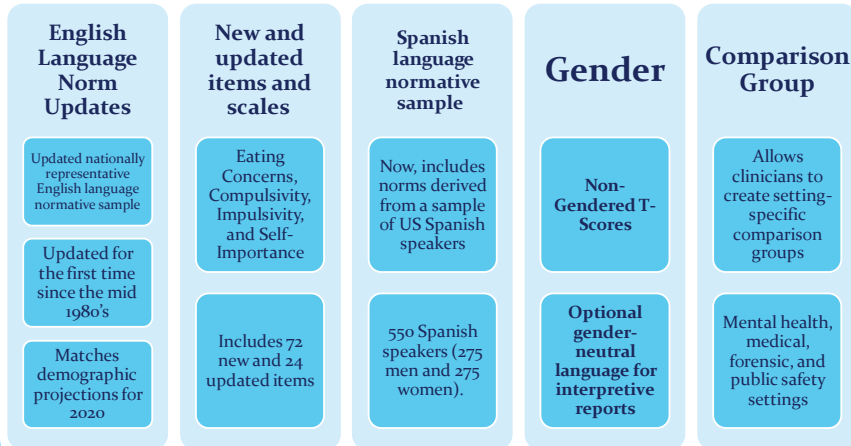 English
Language
Norm
Updates
Updated nationally
representative
English language
normative sample
Updated for
the first time
since the mid
1980's
Matches
demographic
projections for
2020
New and
updated
items and
scales
Eating
Concerns,
Compulsivity,
Impulsivity,
and Self-
Importance
Includes 72
new and 24
updated items
Spanish
language
normative
sample
Now, includes
norms derived
from a sample
of US Spanish
speakers
550 Spanish
speakers (275
men and 275
women).
Gender
Non-
Gendered T-
Scores
Optional
gender-
neutral
language for
interpretive
reports
Comparison
Group
Allows
clinicians to
create setting-
specific
comparison
groups
Mental health,
medical,
forensic, and
public safety
settings